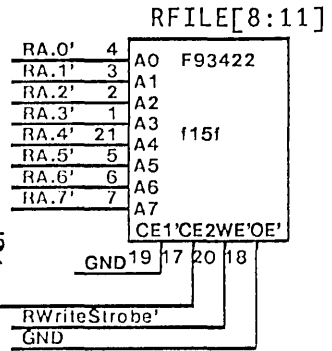 RFILE[8:11]
RA.0' 4 A0 F93422
RA.1' 3 A1
RA.2' 2 A2
RA.3' 1 A3
RA.4' 21 A4 f15f
RA.5' 5 A5
RA.6' 6 A6
RA.7' 7 A7
CE1'CE2WE'OE'
GND 19 17 20 18
RWriteStrobe'
GND